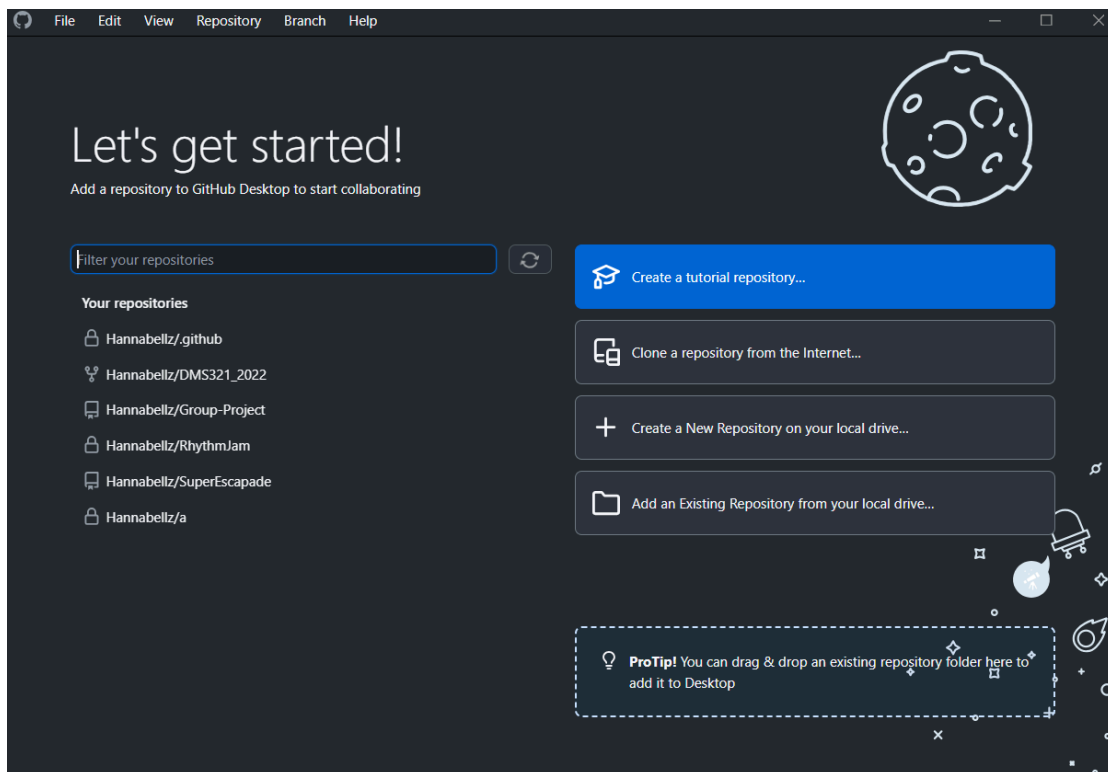 File Edit View Repository Branch Help
Let's get started!
Add a repository to GitHub Desktop to start collaborating
Filter your repositories
Your repositories
Hannabellz/.github
Hannabellz/DMS321_2022
Hannabellz/Group-Project
Hannabellz/RhythmJam
Hannabellz/SuperEscapade
Hannabellz/a
Create a tutorial repository...
Clone a repository from the Internet...
Create a New Repository on your local drive...
Add an Existing Repository from your local drive...
ProTip! You can drag & drop an existing repository folder here to
add it to Desktop